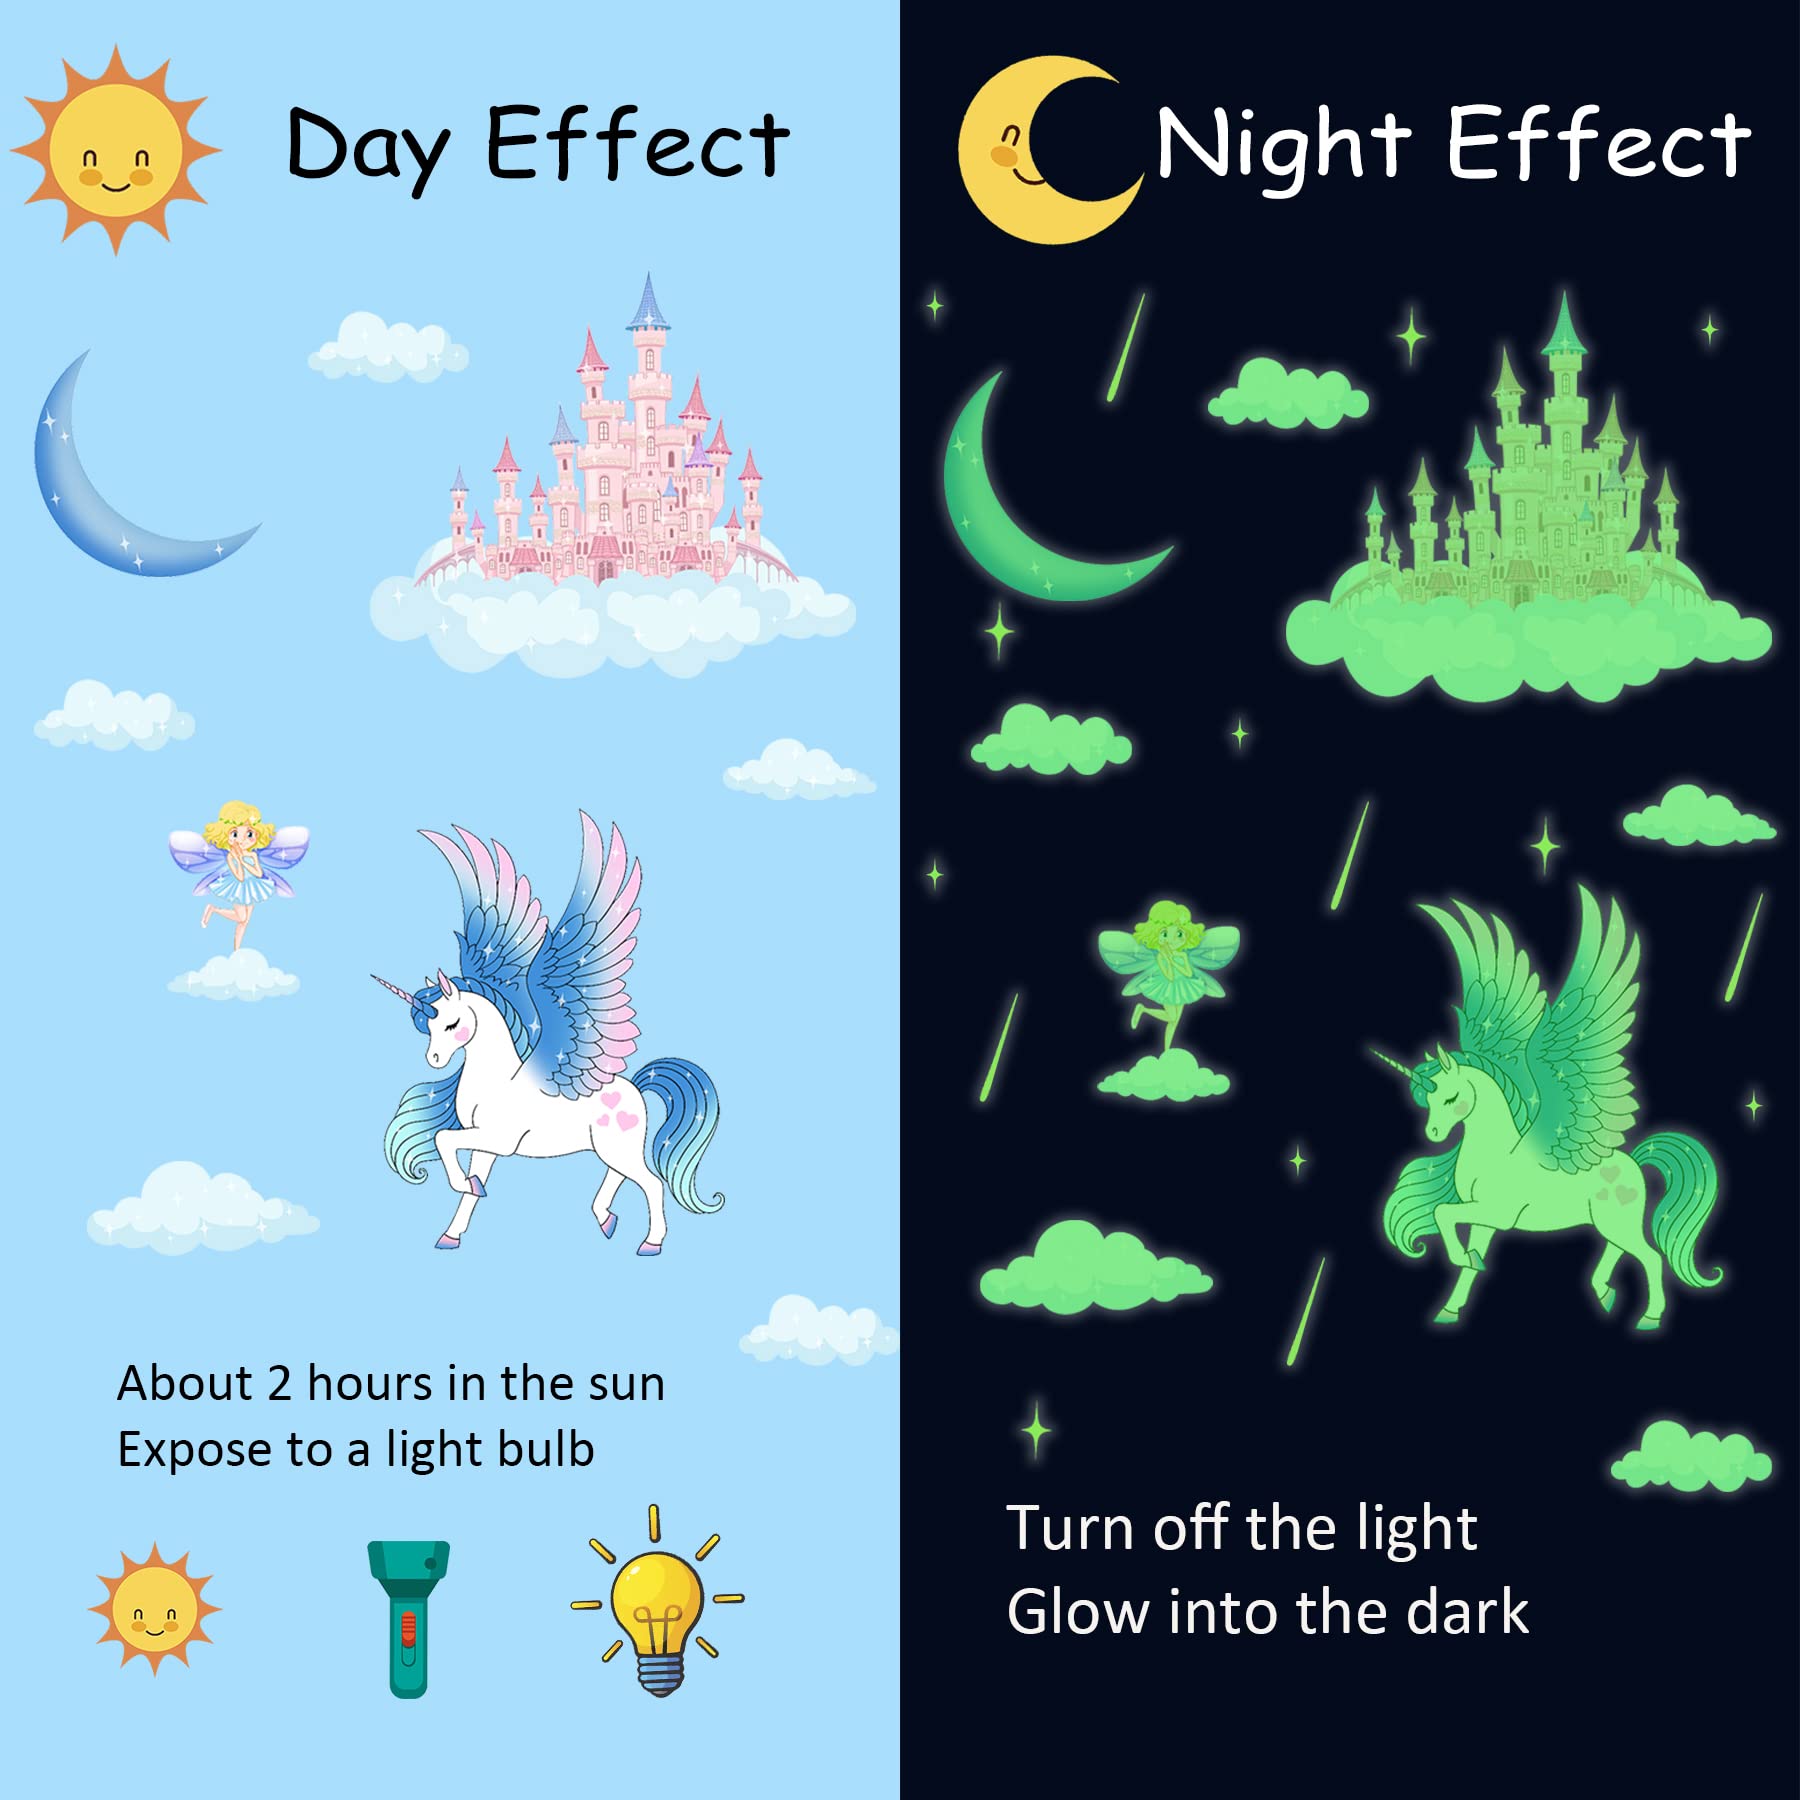 Day Effect
Night Effect
About 2 hours in the sun
Expose to a light bulb
Turn off the light
Glow into the dark